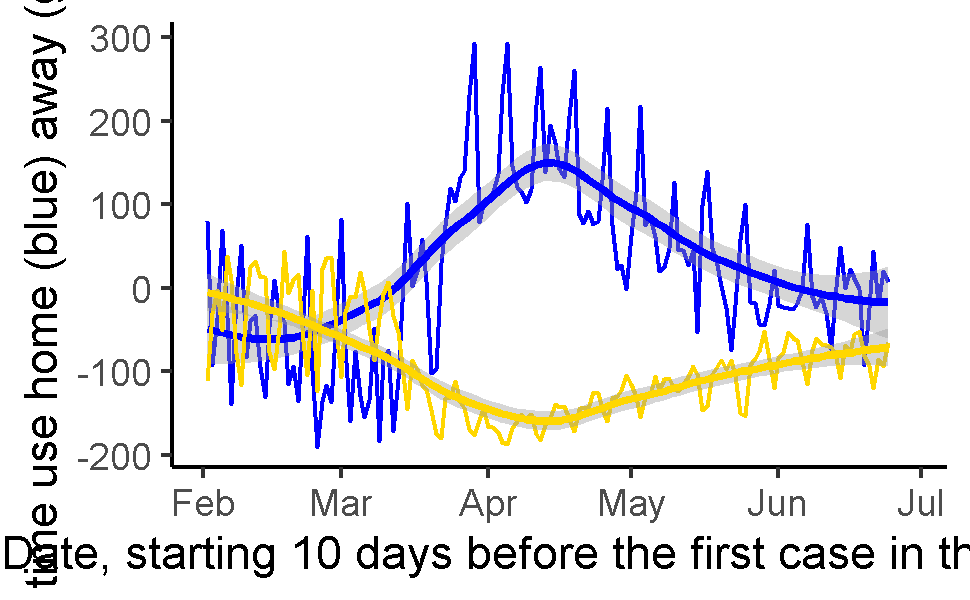 time use home (blue) away (
300
200
100
0
-100
-200
Feb Mar Apr May Jun Jul
Date, starting 10 days before the first case in